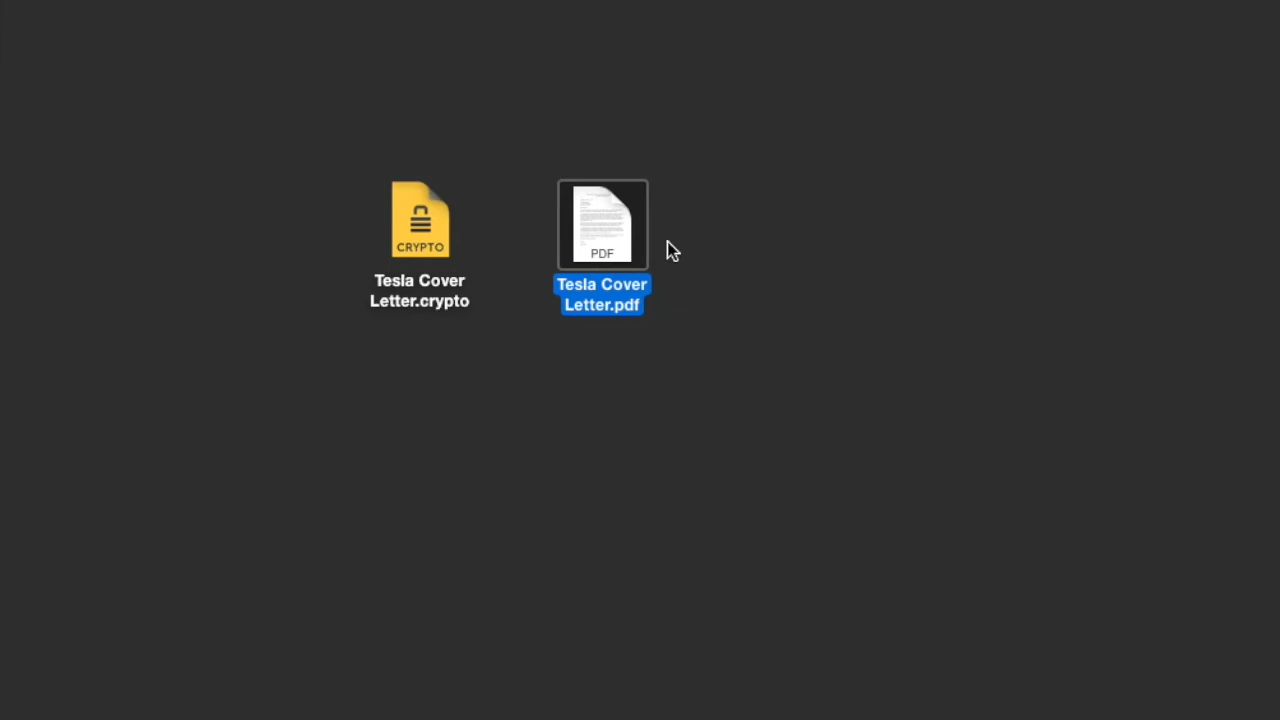 CRYPTO
Tesla Cover
Letter.crypto
PDF
Tesla Cover
Letter.pdf